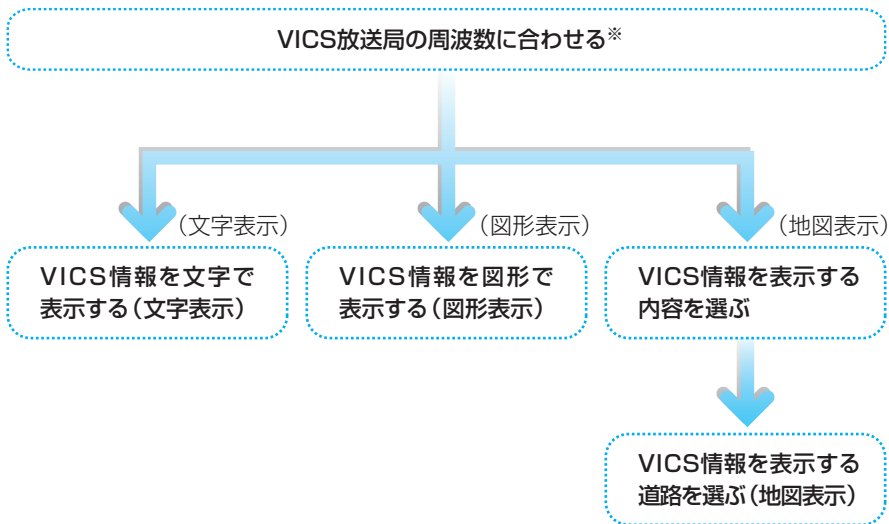 VICS放送局の周波数に合わせる※
（文字表示）
（図形表示）
（地図表示）
VICS情報を文字で
表示する（文字表示）
VICS情報を図形で
表示する（図形表示）
VICS情報を表示する
内容を選ぶ
VICS情報を表示する
道路を選ぶ（地図表示）